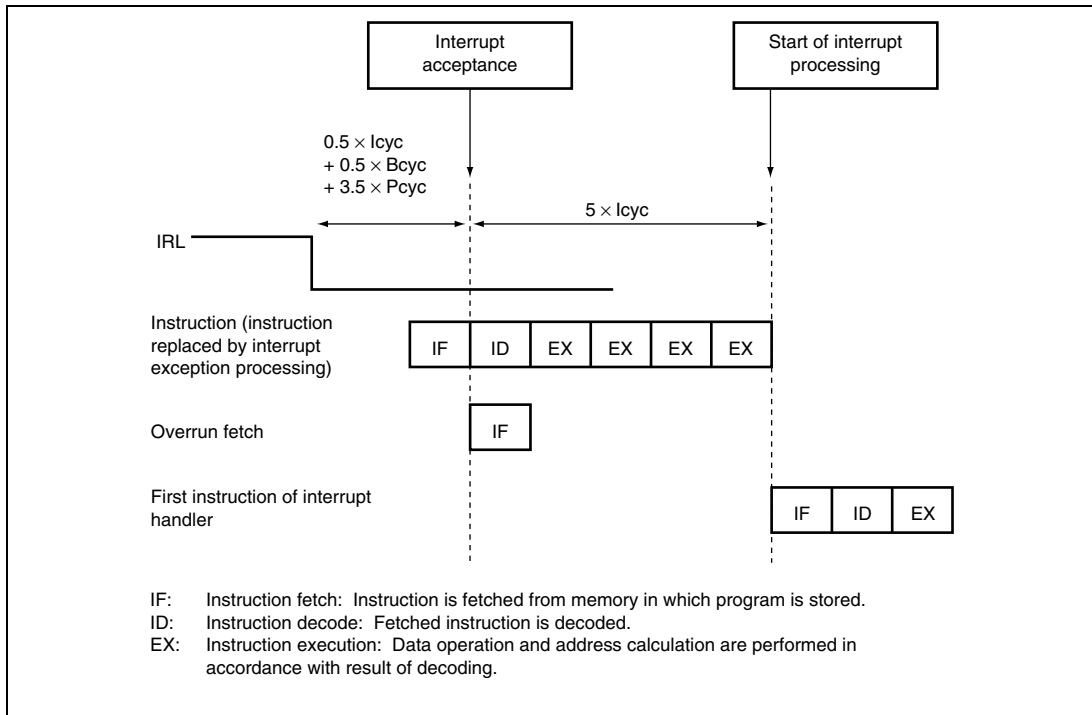 Interrupt
acceptance
Start of interrupt
processing
0.5 × Icyc
+ 0.5 × Bcyc
+ 3.5 × Pcyc
5 × Icyc
IRL
Instruction (instruction
replaced by interrupt
exception processing)
IF ID EX EX EX EX
Overrun fetch
IF
First instruction of interrupt
handler
IF ID EX
IF: Instruction fetch: Instruction is fetched from memory in which program is stored.
ID: Instruction decode: Fetched instruction is decoded.
EX: Instruction execution: Data operation and address calculation are performed in
accordance with result of decoding.